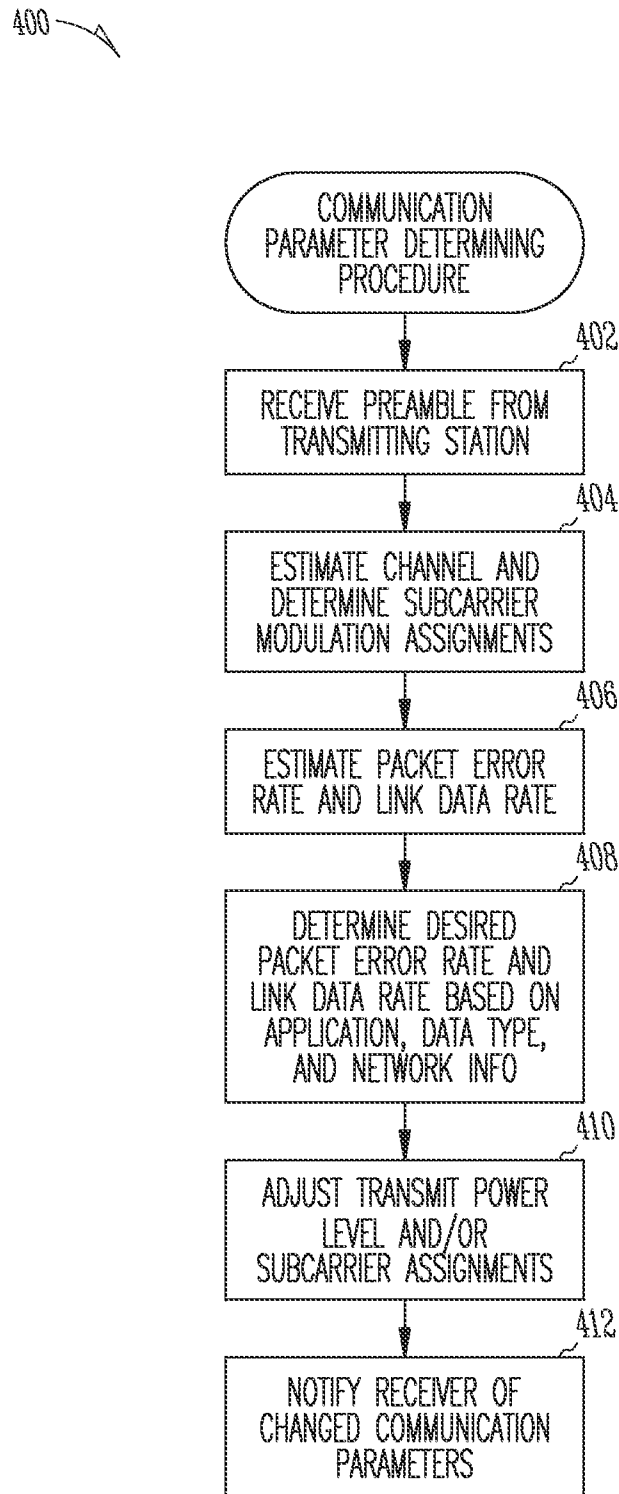 400
COMMUNICATION
PARAMETER DETERMINING
PROCEDURE
402
RECEIVE PREAMBLE FROM
TRANSMITTING STATION
404
ESTIMATE CHANNEL AND
DETERMINE SUBCARRIER
MODULATION ASSIGNMENTS
406
ESTIMATE PACKET ERROR
RATE AND LINK DATA RATE
408
DETERMINE DESIRED
PACKET ERROR RATE AND
LINK DATA RATE BASED ON
APPLICATION, DATA TYPE,
AND NETWORK INFO
410
ADJUST TRANSMIT POWER
LEVEL AND/OR
SUBCARRIER ASSIGNMENTS
412
NOTIFY RECEIVER OF
CHANGED COMMUNICATION
PARAMETERS